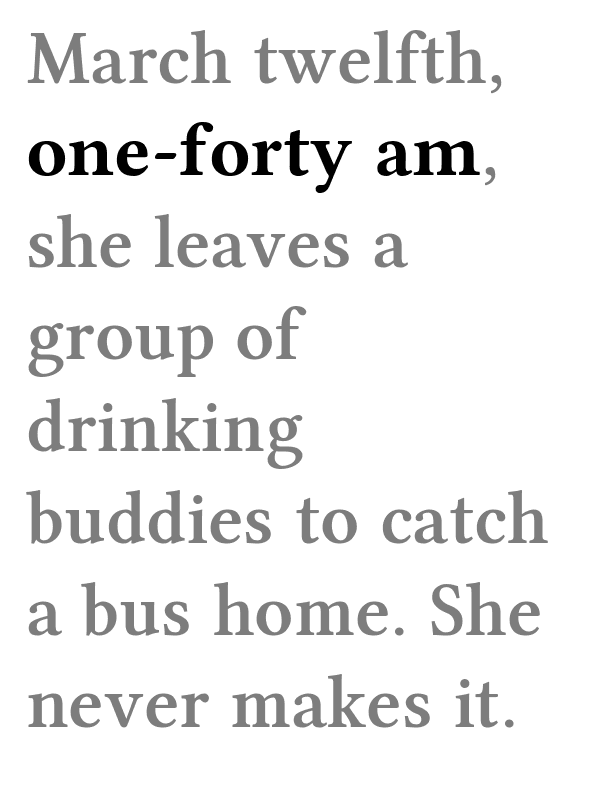 March twelfth,
one-forty am,
she leaves a
group of
drinking
buddies to catch
a bus home. She
never makes it.